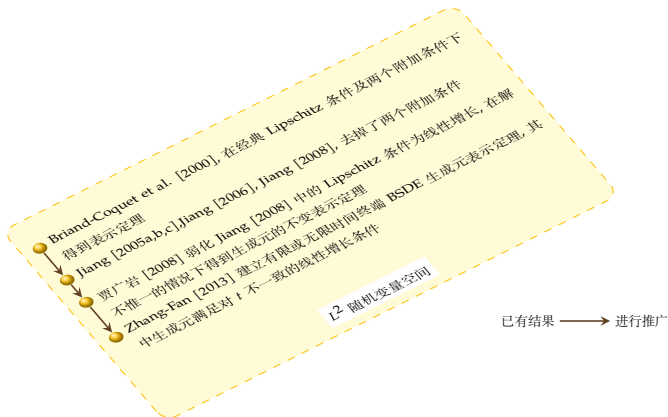 Briand-Coquet et al. [2000], 在经典 Lipschitz 条件及两个附加条件下
得到表示定理
Jiang [2005a,b,c],Jiang [2006], Jiang [2008], 去掉了两个附加条件
贾广岩 [2008] 弱化 Jiang [2008] 中的 Lipschitz 条件为线性增长, 在解
不惟一的情况下得到生成元的不变表示定理
Zhang-Fan [2013] 建立有限或无限时间终端 BSDE 生成元表示定理, 其
中生成元满足对 t 不一致的线性增长条件
L² 随机变量空间
已有结果 进行推广